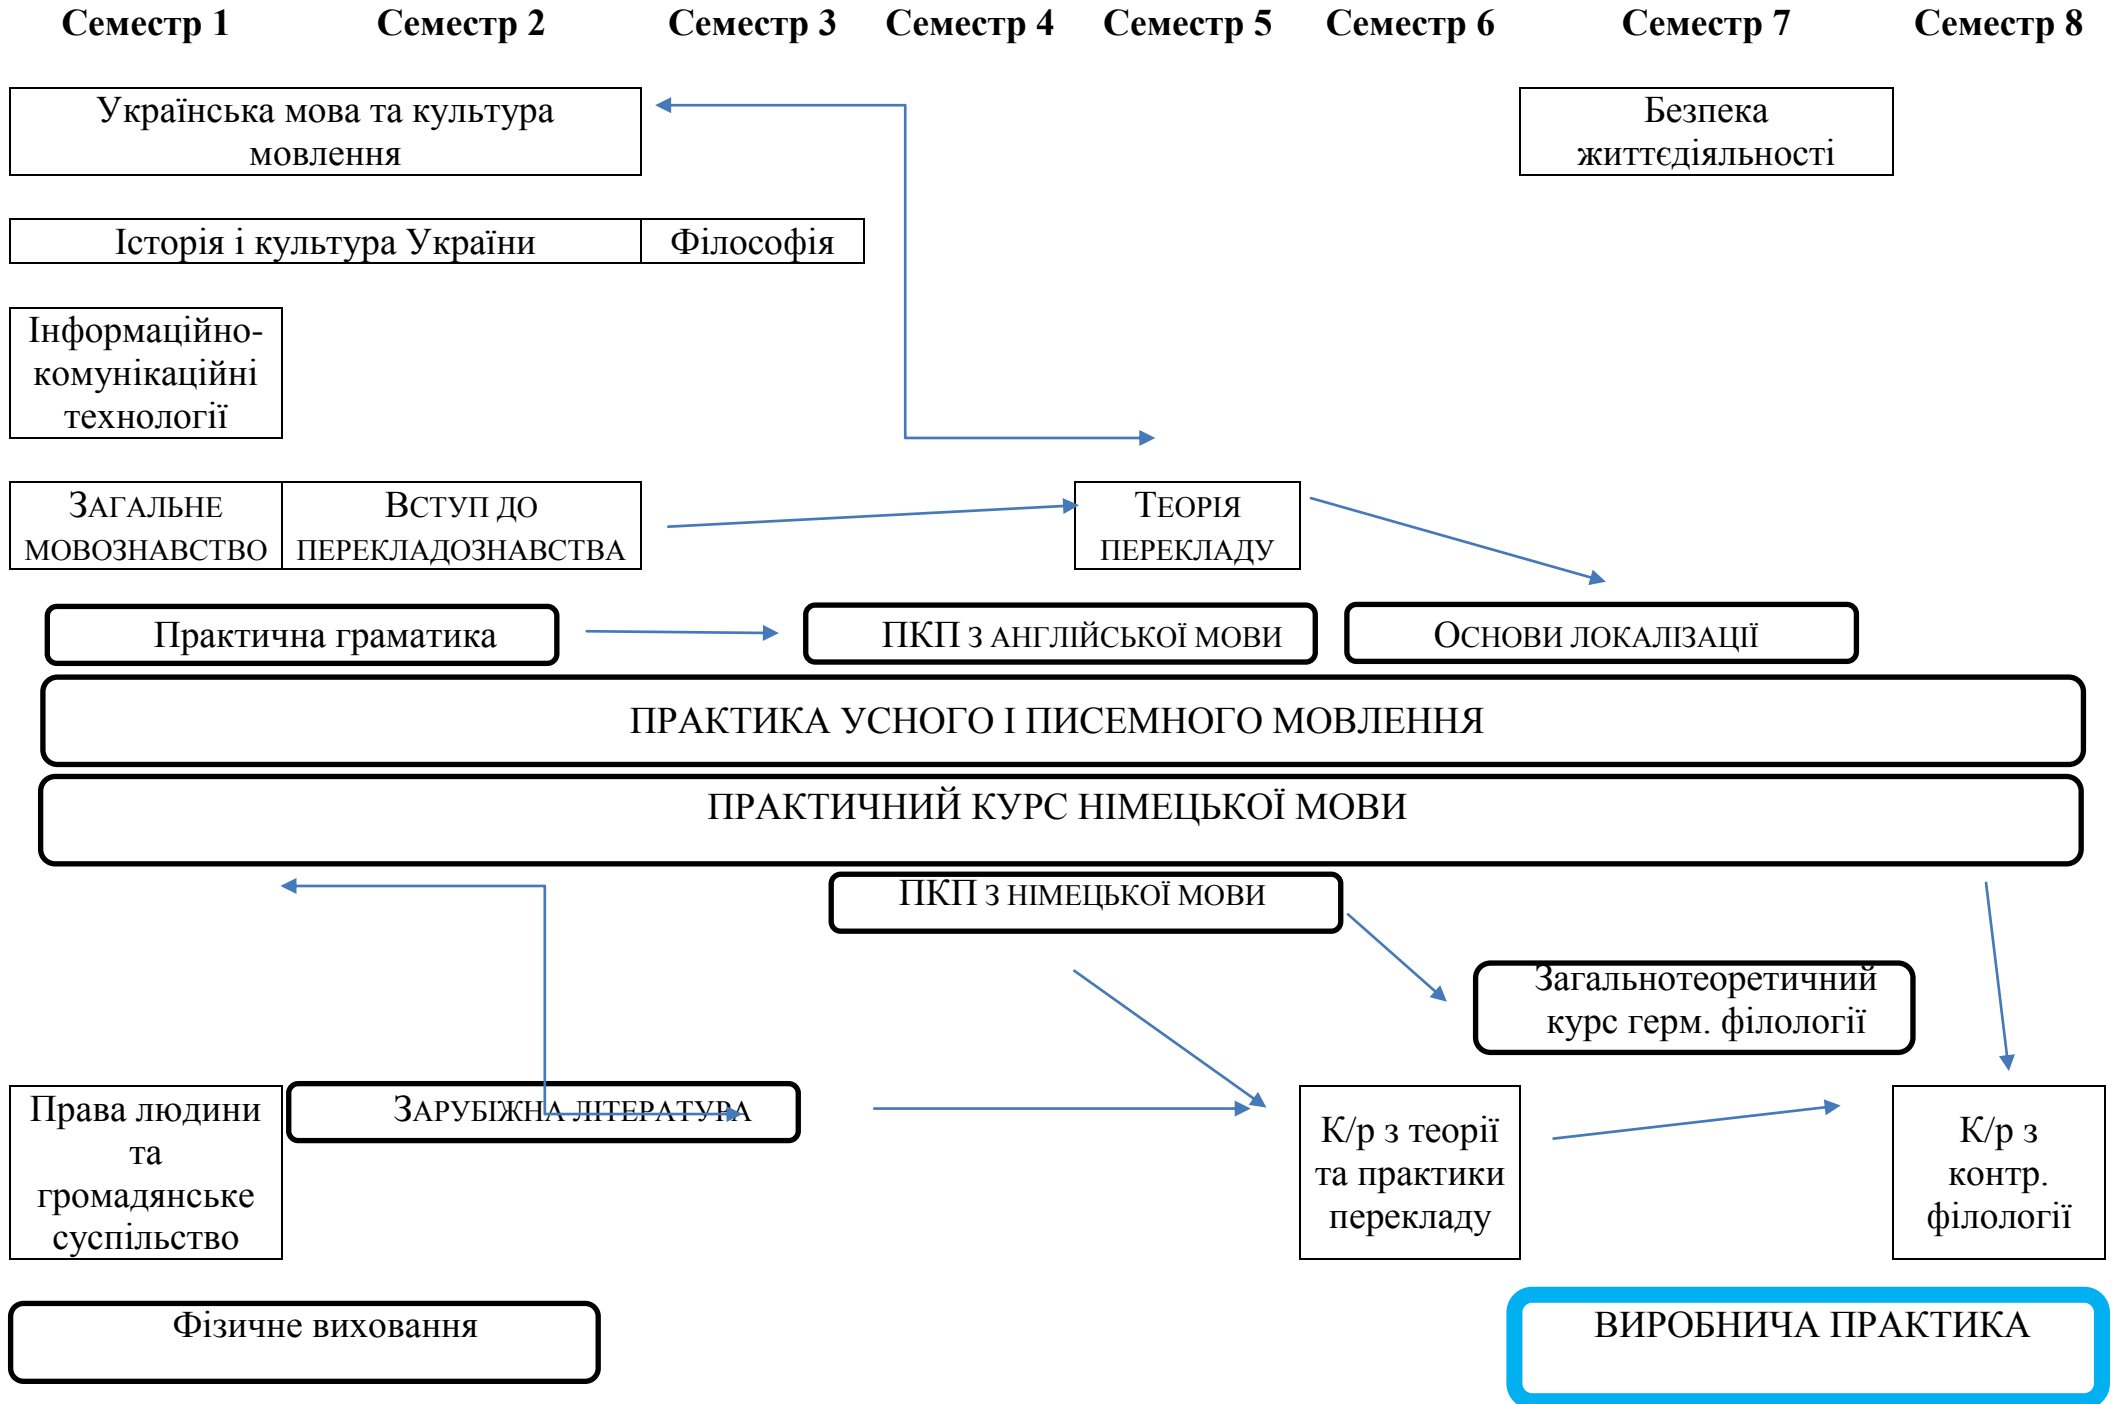 Семестр 1 Семестр 2 Семестр 3 Семестр 4 Семестр 5 Семестр 6 Семестр 7 Семестр 8
Українська мова та культура
мовлення
Безпека
життєдіяльності
Історія і культура України
Філософія
Інформаційно-
комунікаційні
технології
ЗАГАЛЬНЕ
МОВОЗНАВСТВО
ВСТУП ДО
ПЕРЕКЛАДОЗНАВСТВА
ТЕОРІЯ
ПЕРЕКЛАДУ
Практична граматика
ПКП З АНГЛІЙСЬКОЇ МОВИ
ОСНОВИ ЛОКАЛІЗАЦІЇ
ПРАКТИКА УСНОГО І ПИСЕМНОГО МОВЛЕННЯ
ПРАКТИЧНИЙ КУРС НІМЕЦЬКОЇ МОВИ
ПКП З НІМЕЦЬКОЇ МОВИ
Загальнотеоретичний
курс герм. філології
Права людини
та
громадянське
суспільство
ЗАРУБІЖНА ЛІТЕРАТУРА
К/р з теорії
та практики
перекладу
К/р з
контр.
філології
Фізичне виховання
ВИРОБНИЧА ПРАКТИКА